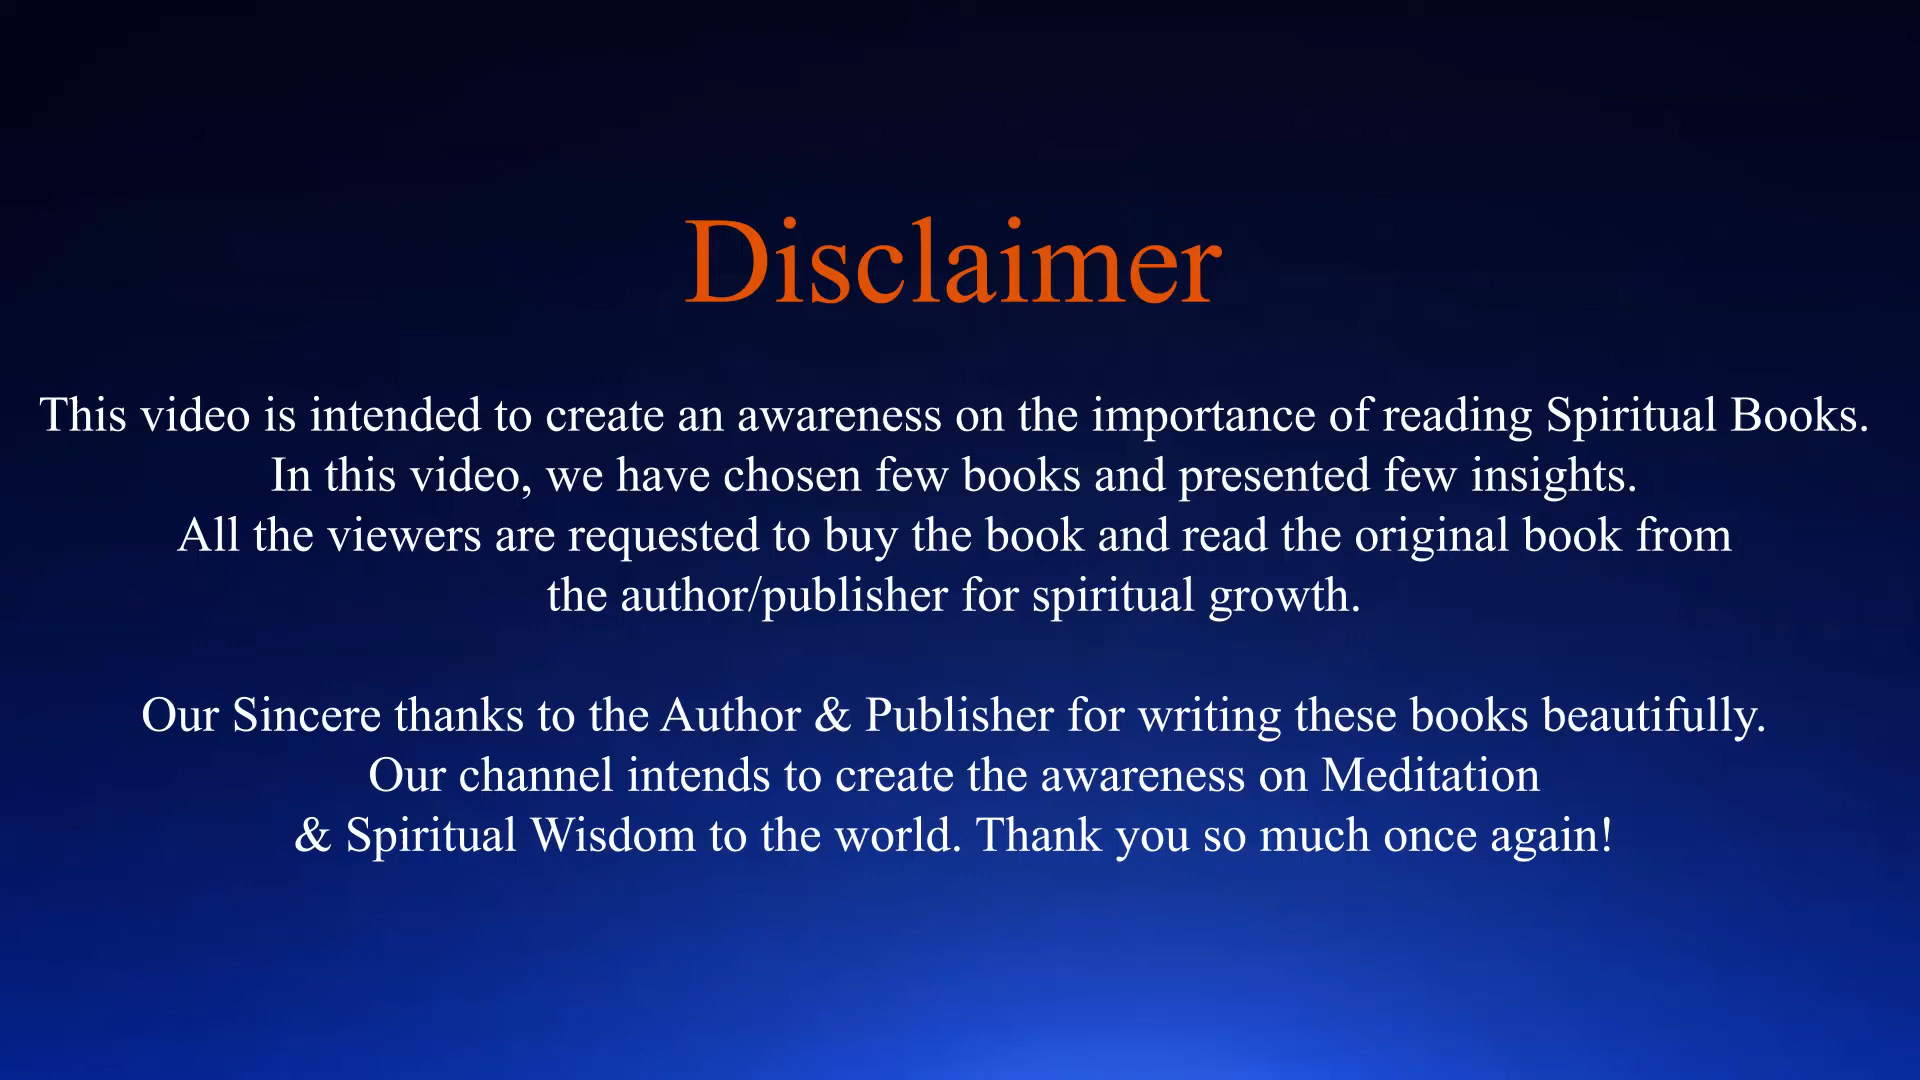 Disclaimer
This video is intended to create an awareness on the importance of reading Spiritual Books.
In this video, we have chosen few books and presented few insights.
All the viewers are requested to buy the book and read the original book from
the author/publisher for spiritual growth.
Our Sincere thanks to the Author & Publisher for writing these books beautifully.
Our channel intends to create the awareness on Meditation
& Spiritual Wisdom to the world. Thank you so much once again!